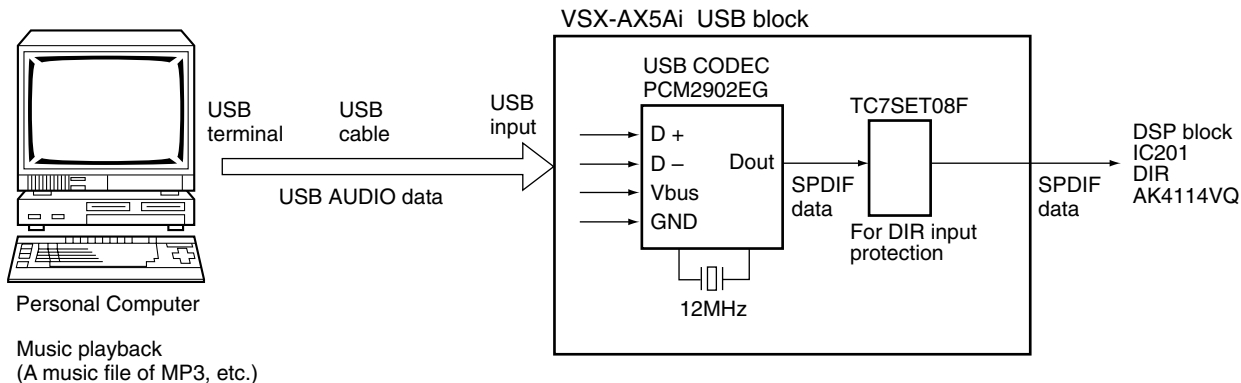 VSX-AX5Ai USB block
USB CODEC
PCM2902EG
TC7SET08F
USB
terminal
USB
cable
USB
input
USB AUDIO data
D +
D –
Vbus
GND
Dout
SPDIF
data
For DIR input
protection
12MHz
SPDIF
data
DSP block
IC201
DIR
AK4114VQ
Personal Computer
Music playback
(A music file of MP3, etc.)